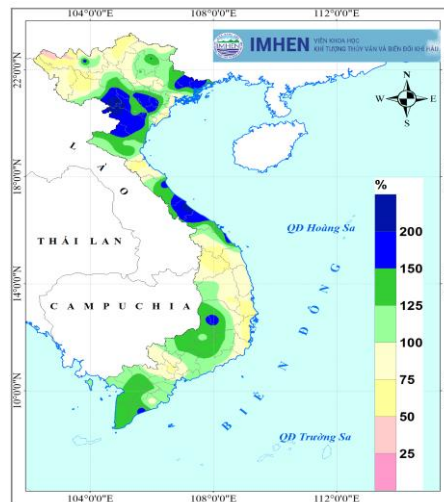 104°0'0"E
108°0'0"E
112°0'0"E
IMHEN
VIỆN KHOA HỌC
KHÍ TƯỢNG THỦY VĂN VÀ BIẾN ĐỔI KHÍ HẬU
22°0'0"N
N
W
E
S
LÀO
18°0'0"N
%
THÁI LAN
QĐ Hoàng Sa
200
150
14°0'0"N
CAMPUCHIA
125
100
BIỂN ĐÔNG
75
10°0'0"N
50
QĐ Trường Sa
25
104°0'0"E
108°0'0"E
112°0'0"E